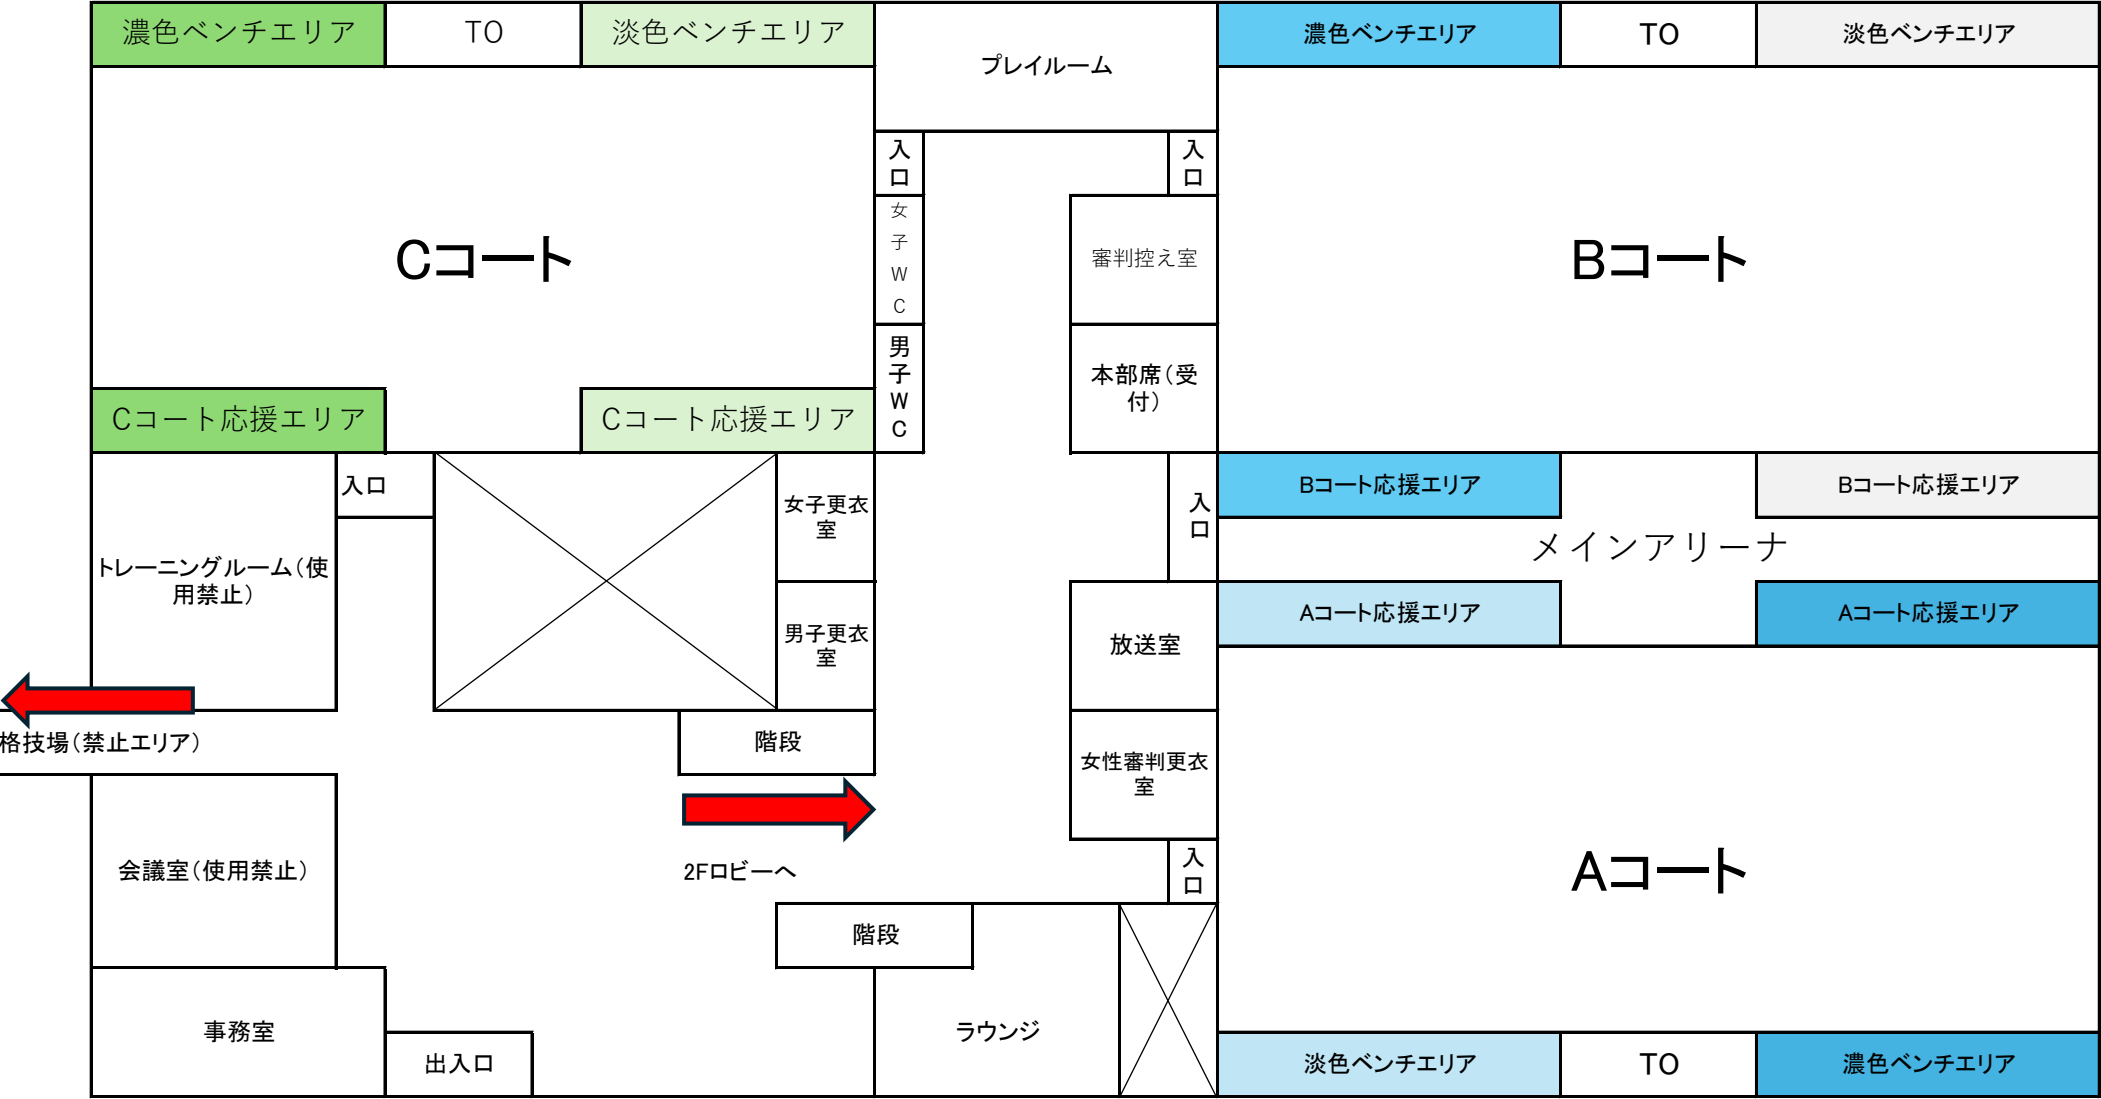 濃色ベンチエリア
TO
淡色ベンチエリア
プレイルーム
濃色ベンチエリア
TO
淡色ベンチエリア
入
口
入
口
Cコート
女
子
W
C
審判控え室
Bコート
男
子
W
C
本部席（受
付）
Cコート応援エリア
Cコート応援エリア
入口
女子更衣
室
入
口
Bコート応援エリア
Bコート応援エリア
メインアリーナ
トレーニングルーム（使
用禁止）
男子更衣
室
放送室
Aコート応援エリア
Aコート応援エリア
格技場（禁止エリア）
階段
女性審判更衣
室
会議室（使用禁止）
2Fロビーへ
入
口
Aコート
階段
事務室
出入口
ラウンジ
淡色ベンチエリア
TO
濃色ベンチエリア